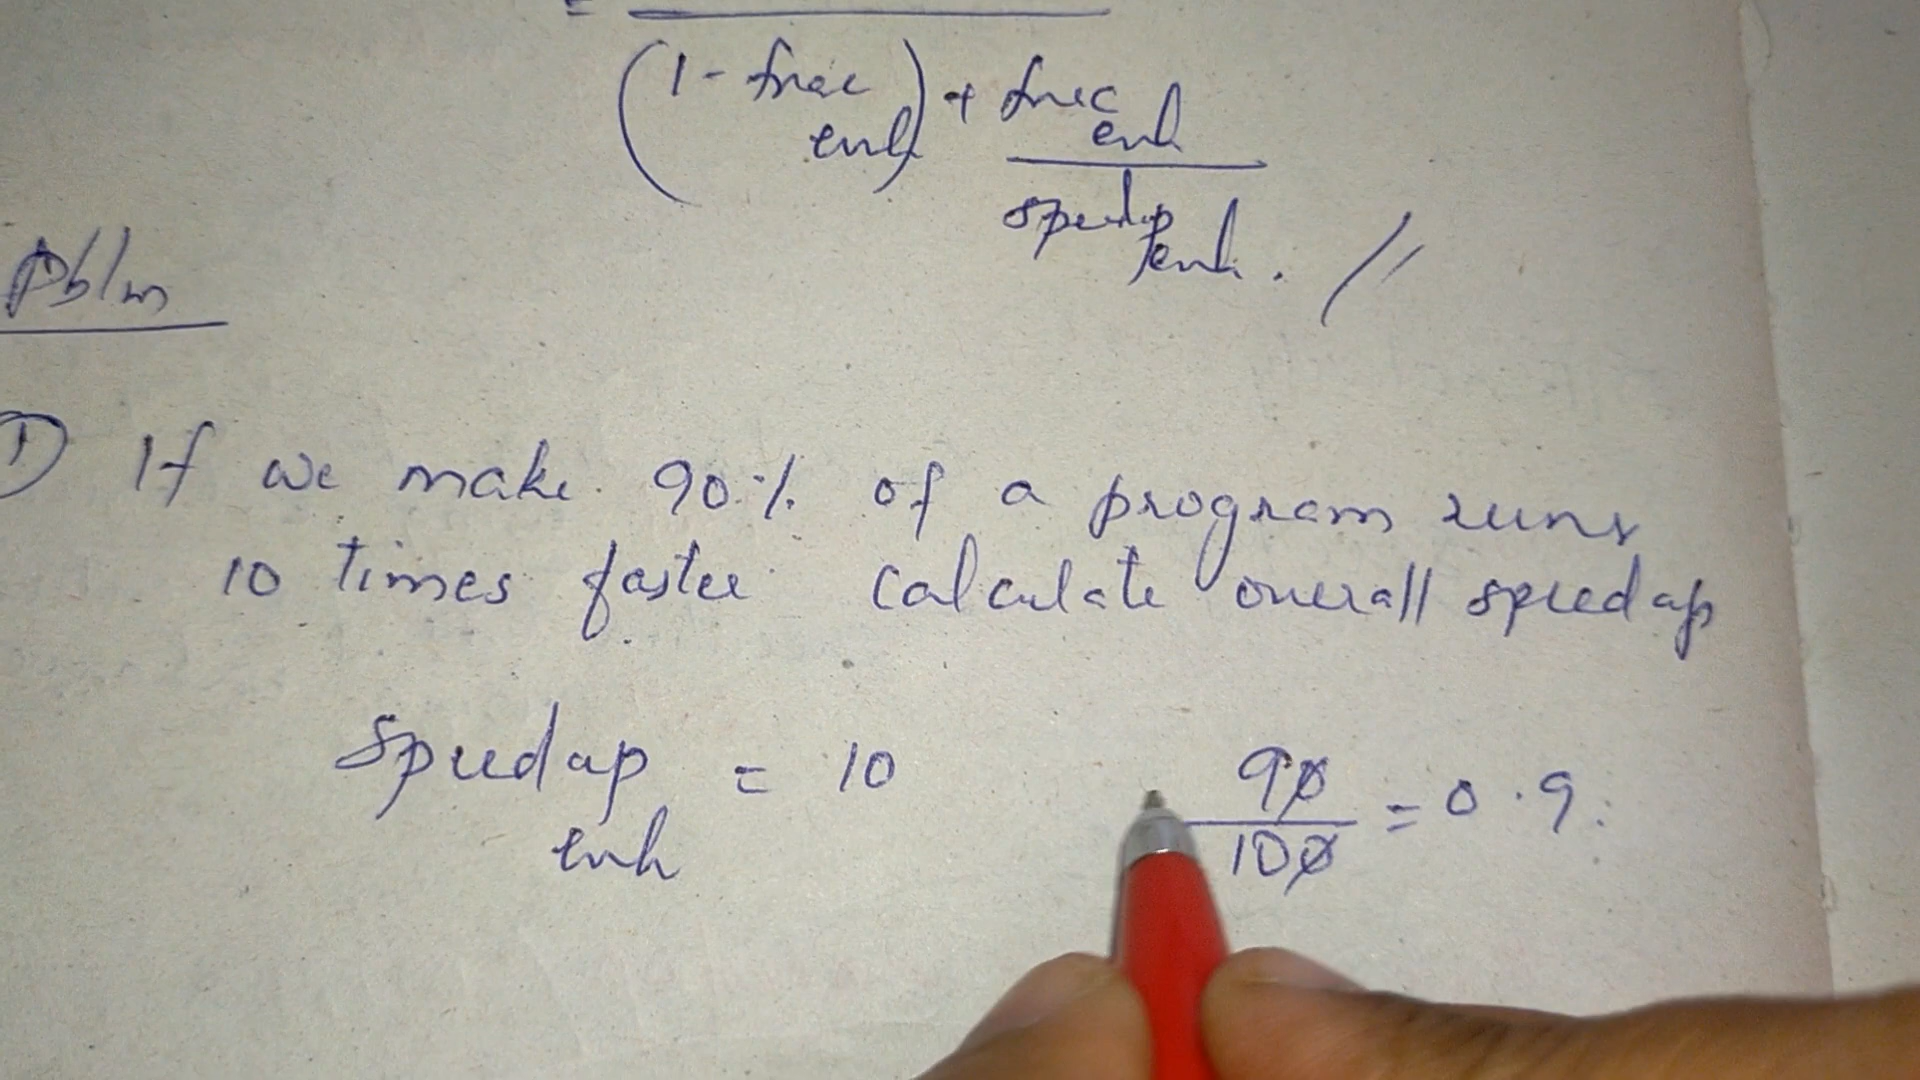 =
(1 - frac enh) + frac enh
speedup enh. //
Pblm
1) If we make 90% of a program runs
10 times faster calculate overall speedup
Speedup enh = 10
90/100 = 0.9